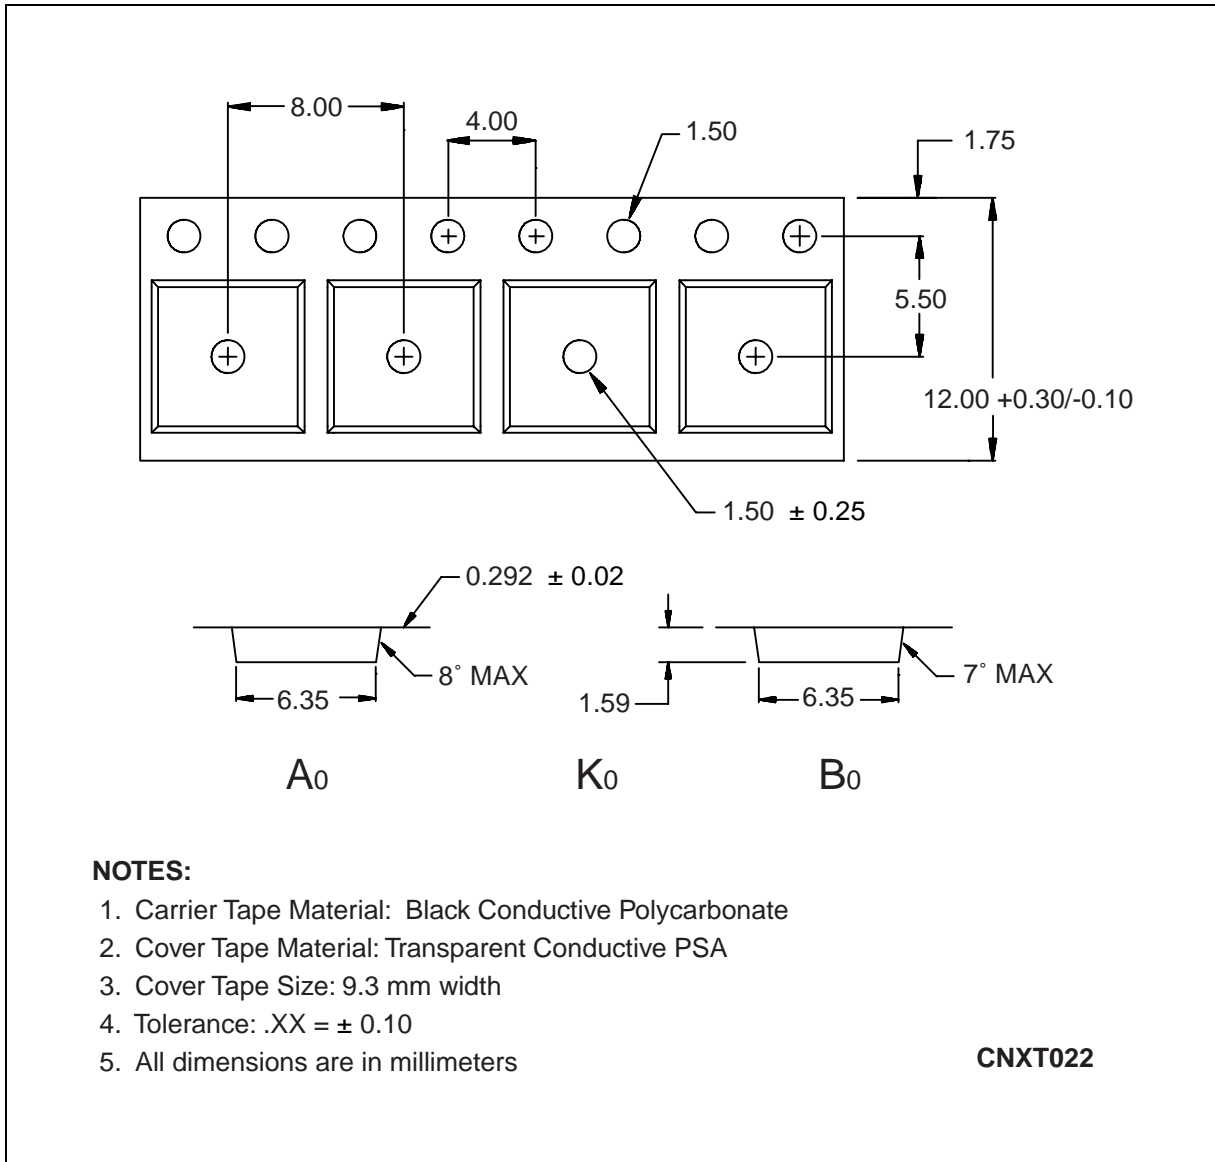 8.00
4.00
1.50
1.75
5.50
12.00 +0.30/-0.10
1.50 ± 0.25
0.292 ± 0.02
8° MAX
6.35
1.59
7° MAX
6.35
A0
K0
B0
NOTES:
1. Carrier Tape Material: Black Conductive Polycarbonate
2. Cover Tape Material: Transparent Conductive PSA
3. Cover Tape Size: 9.3 mm width
4. Tolerance: .XX = ± 0.10
5. All dimensions are in millimeters
CNXT022